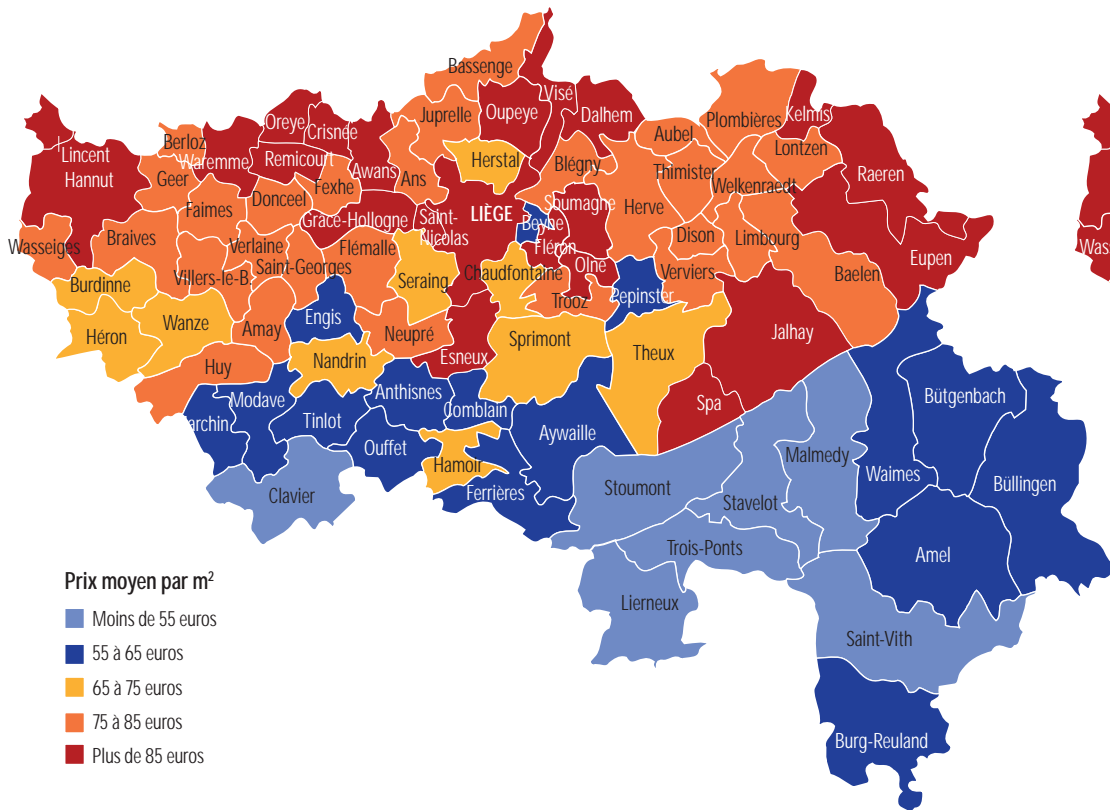 Bassenge
Visé
Juprelle
Oupeye
Dalhem
Oreye
Crisnée
Plombières
Kelmis
Berloz
Waremme
Aubel
Lincent
Hannut
Remicourt
Awans
Herstal
Blégny
Thimister
Lontzen
Geer
Fexhe
Ans
Welkenraedt
Raeren
Faimes
Donceel
Soumagne
Herve
Grâce-Hollogne
Saint-
Nicolas
LIÈGE
Beyne
Wasseiges
Braives
Verlaine
Flémalle
Fléron
Dison
Limbourg
Wass
Villers-le-B.
Saint-Georges
Seraing
Chaudfontaine
Olne
Verviers
Baelen
Eupen
Burdinne
Trooz
Pepinster
Héron
Wanze
Amay
Engis
Neupré
Sprimont
Theux
Jalhay
Huy
Nandrin
Esneux
Modave
Anthisnes
Comblain
Spa
Bütgenbach
archin
Tinlot
Ouffet
Aywaille
Malmedy
Waimes
Büllingen
Clavier
Hamoir
Ferrières
Stoumont
Stavelot
Trois-Ponts
Amel
Lierneux
Saint-Vith
Burg-Reuland
Prix moyen par m²
Moins de 55 euros
55 à 65 euros
65 à 75 euros
75 à 85 euros
Plus de 85 euros